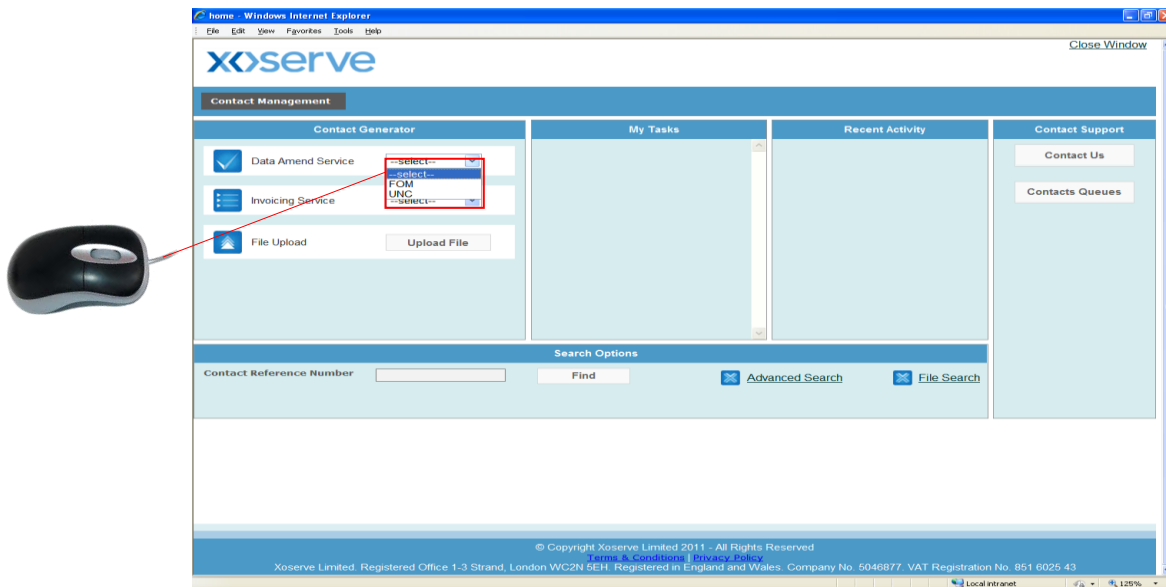 home - Windows Internet Explorer
File Edit View Favorites Tools Help
Close Window
xoserve
Contact Management
Contact Generator
My Tasks
Recent Activity
Contact Support
Data Amend Service
--select--
--select--
FOM
UNC
Invoicing Service
--select--
File Upload
Upload File
Contact Us
Contacts Queues
Search Options
Contact Reference Number
Find
Advanced Search
File Search
© Copyright Xoserve Limited 2011 - All Rights Reserved
Terms & Conditions | Privacy Policy
Xoserve Limited. Registered Office 1-3 Strand, London WC2N 5EH. Registered in England and Wales. Company No. 5046877. VAT Registration No. 851 6025 43
Local intranet
125%